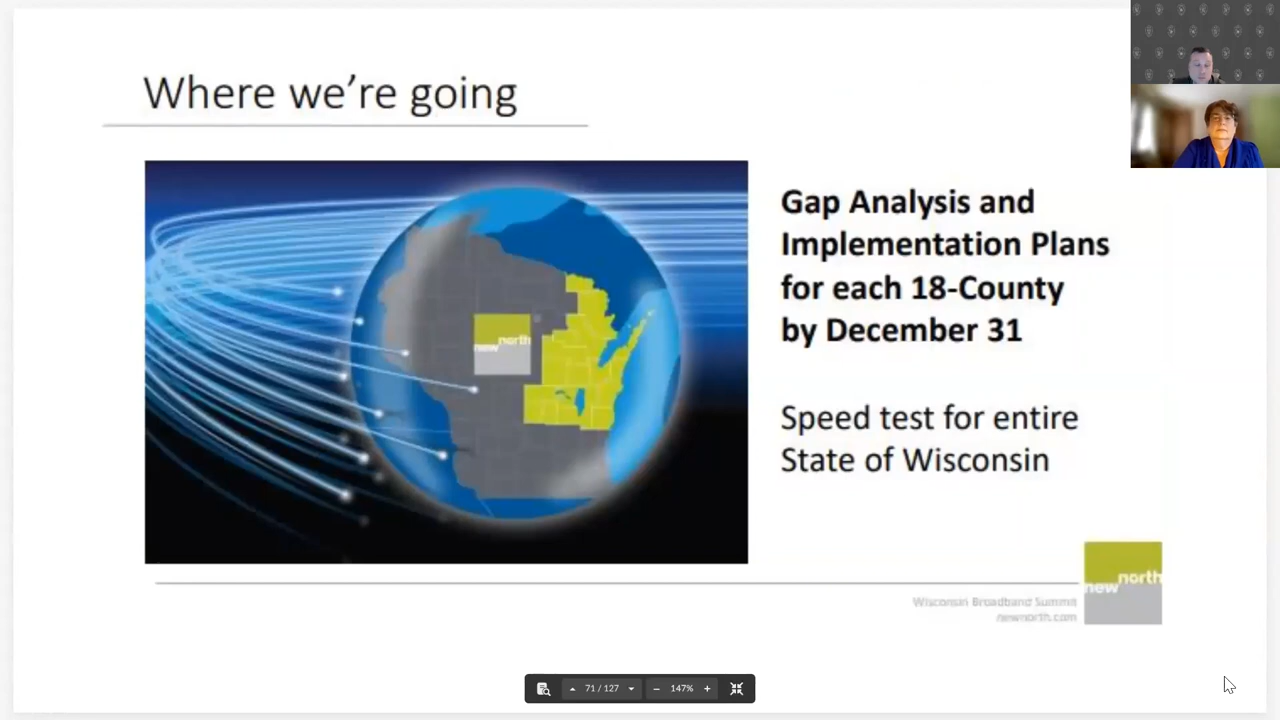 Where we're going
new north
Gap Analysis and
Implementation Plans
for each 18-County
by December 31
Speed test for entire
State of Wisconsin
new north
Wisconsin Broadband Summit
newnorth.com
71 / 127
147%